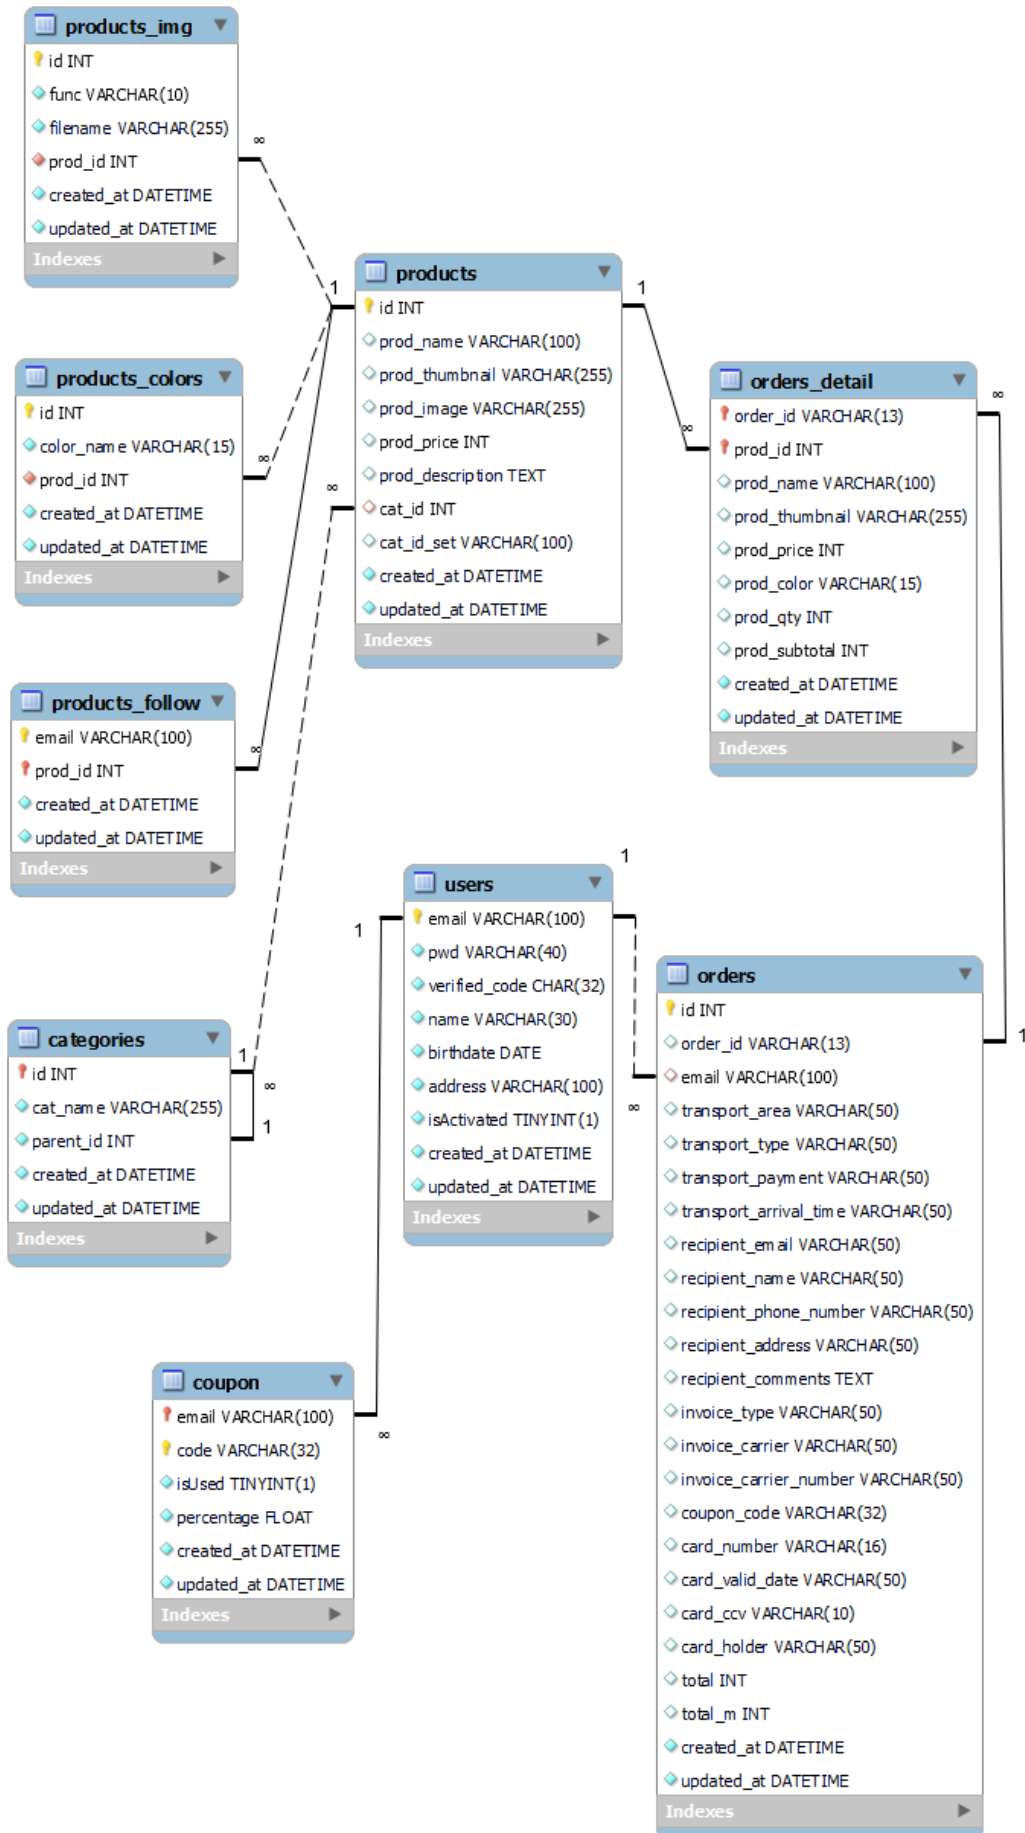 products_img
id INT
func VARCHAR(10)
filename VARCHAR(255)
prod_id INT
created_at DATETIME
updated_at DATETIME
Indexes
∞
1
products_colors
id INT
color_name VARCHAR(15)
prod_id INT
created_at DATETIME
updated_at DATETIME
Indexes
∞
products_follow
email VARCHAR(100)
prod_id INT
created_at DATETIME
updated_at DATETIME
Indexes
∞
products
id INT
prod_name VARCHAR(100)
prod_thumbnail VARCHAR(255)
prod_image VARCHAR(255)
prod_price INT
prod_description TEXT
cat_id INT
cat_id_set VARCHAR(100)
created_at DATETIME
updated_at DATETIME
Indexes
∞
1
∞
orders_detail
order_id VARCHAR(13)
prod_id INT
prod_name VARCHAR(100)
prod_thumbnail VARCHAR(255)
prod_price INT
prod_color VARCHAR(15)
prod_qty INT
prod_subtotal INT
created_at DATETIME
updated_at DATETIME
Indexes
∞
1
categories
id INT
cat_name VARCHAR(255)
parent_id INT
created_at DATETIME
updated_at DATETIME
Indexes
1
∞
1
users
email VARCHAR(100)
pwd VARCHAR(40)
verified_code CHAR(32)
name VARCHAR(30)
birthdate DATE
address VARCHAR(100)
isActivated TINYINT(1)
created_at DATETIME
updated_at DATETIME
Indexes
1
1
∞
coupon
email VARCHAR(100)
code VARCHAR(32)
isUsed TINYINT(1)
percentage FLOAT
created_at DATETIME
updated_at DATETIME
Indexes
∞
orders
id INT
order_id VARCHAR(13)
email VARCHAR(100)
transport_area VARCHAR(50)
transport_type VARCHAR(50)
transport_payment VARCHAR(50)
transport_arrival_time VARCHAR(50)
recipient_email VARCHAR(50)
recipient_name VARCHAR(50)
recipient_phone_number VARCHAR(50)
recipient_address VARCHAR(50)
recipient_comments TEXT
invoice_type VARCHAR(50)
invoice_carrier VARCHAR(50)
invoice_carrier_number VARCHAR(50)
coupon_code VARCHAR(32)
card_number VARCHAR(16)
card_valid_date VARCHAR(50)
card_ccv VARCHAR(10)
card_holder VARCHAR(50)
total INT
total_m INT
created_at DATETIME
updated_at DATETIME
Indexes